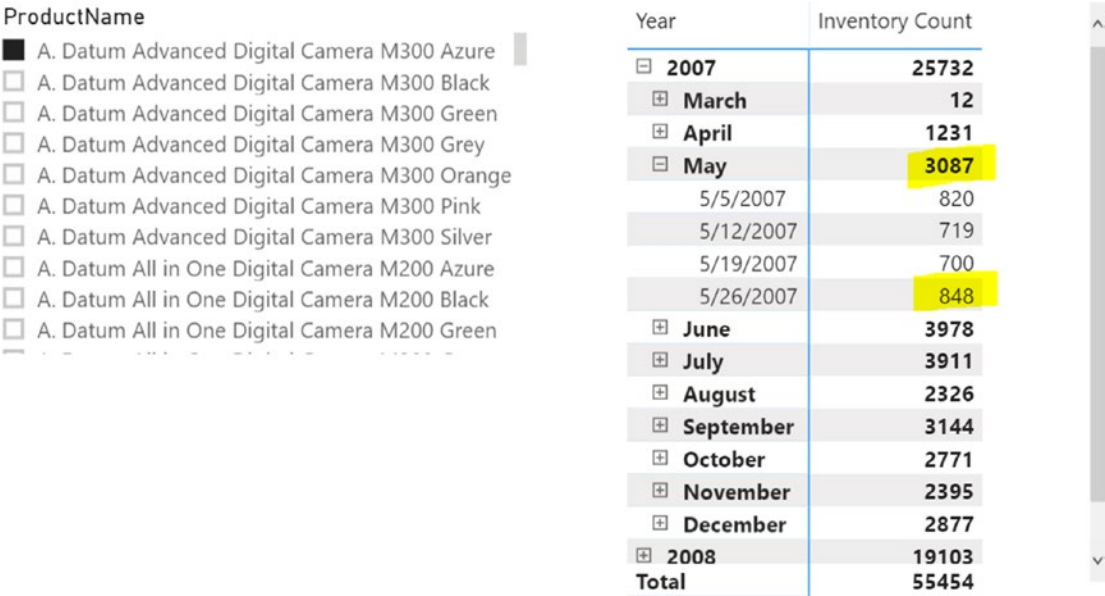 ProductName
A. Datum Advanced Digital Camera M300 Azure
A. Datum Advanced Digital Camera M300 Black
A. Datum Advanced Digital Camera M300 Green
A. Datum Advanced Digital Camera M300 Grey
A. Datum Advanced Digital Camera M300 Orange
A. Datum Advanced Digital Camera M300 Pink
A. Datum Advanced Digital Camera M300 Silver
A. Datum All in One Digital Camera M200 Azure
A. Datum All in One Digital Camera M200 Black
A. Datum All in One Digital Camera M200 Green
Year Inventory Count
2007 25732
March 12
April 1231
May 3087
5/5/2007 820
5/12/2007 719
5/19/2007 700
5/26/2007 848
June 3978
July 3911
August 2326
September 3144
October 2771
November 2395
December 2877
2008 19103
Total 55454